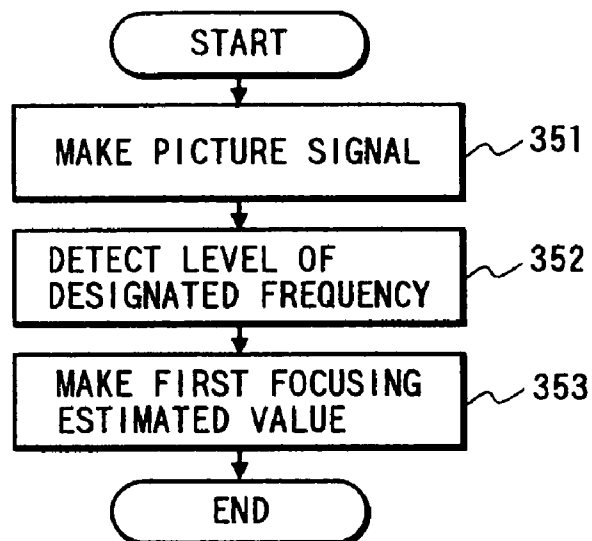 START
MAKE PICTURE SIGNAL
351
DETECT LEVEL OF
DESIGNATED FREQUENCY
352
MAKE FIRST FOCUSING
ESTIMATED VALUE
353
END